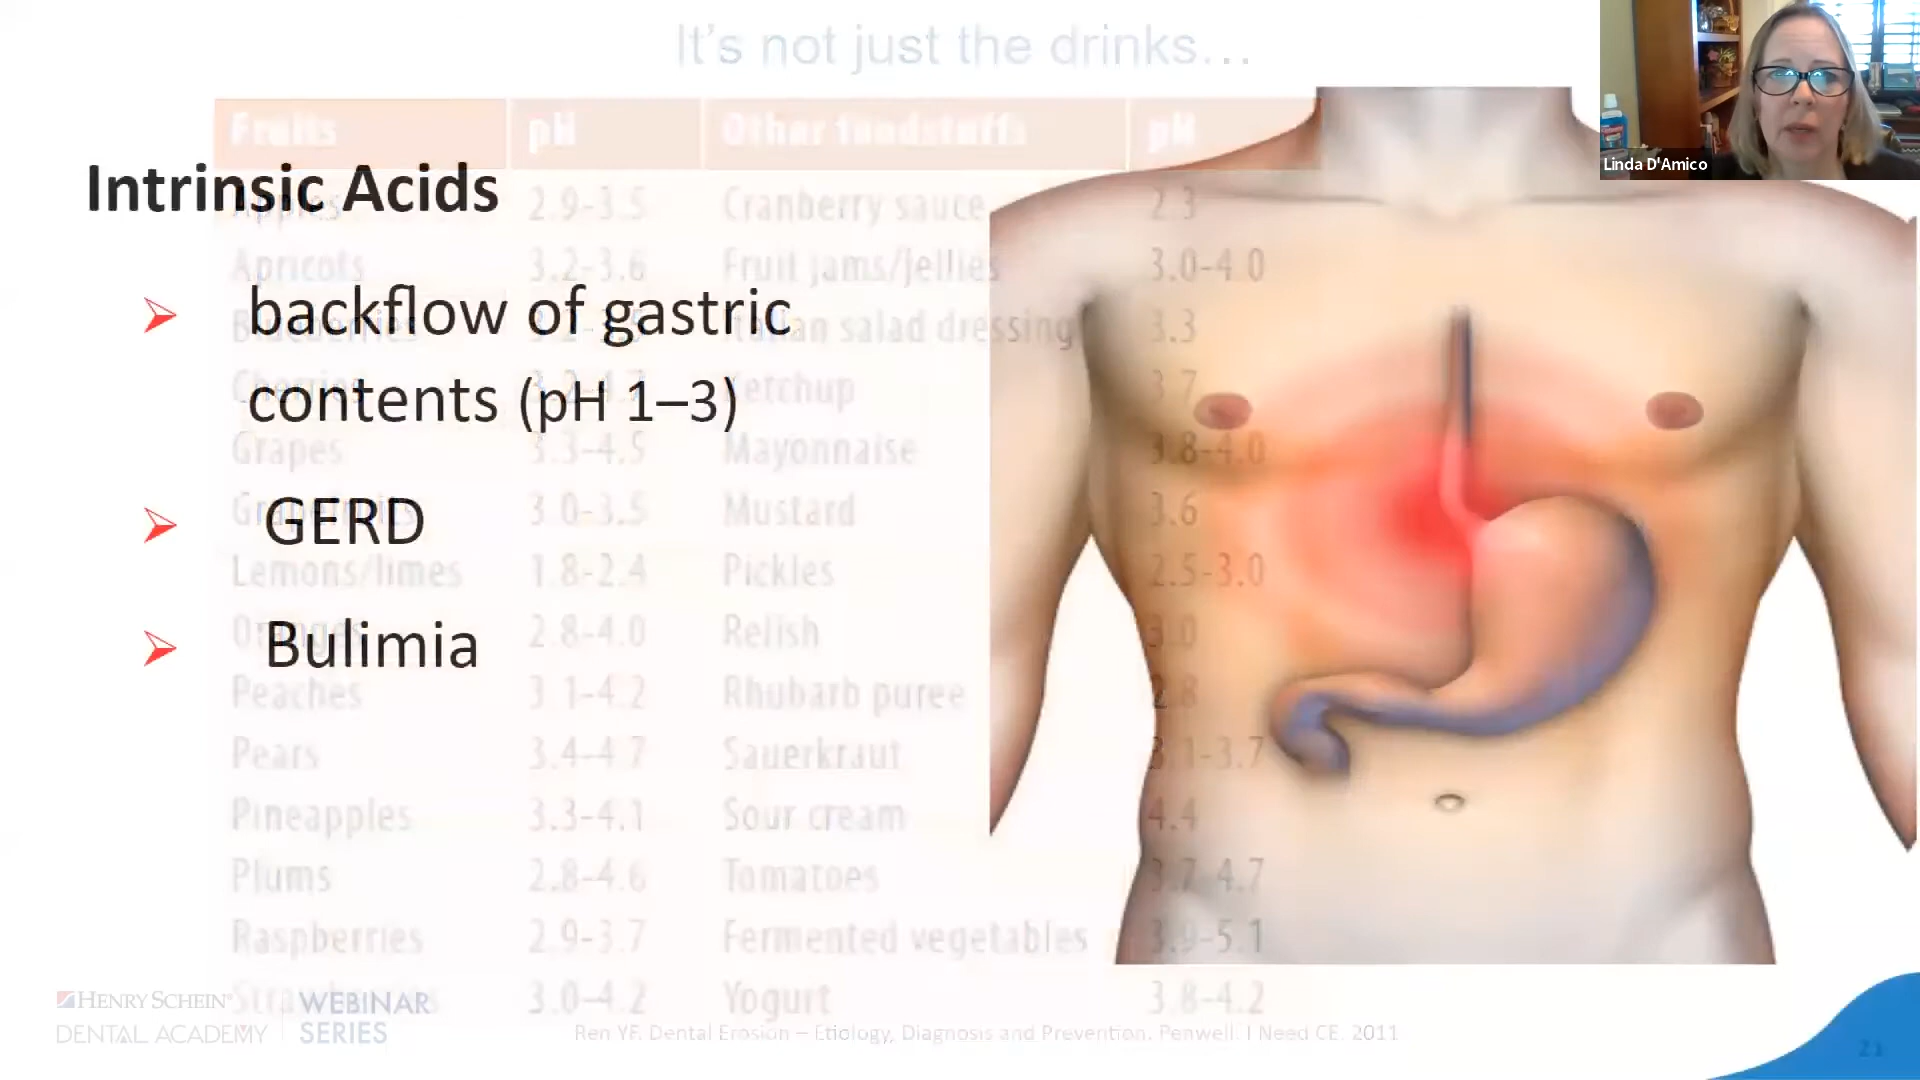 It's not just the drinks...
Linda D'Amico
Fruits pH Other foodstuffs pH
Intrinsic Acids
Apples 2.9-3.5 Cranberry sauce 2.3
Apricots 3.2-3.6 Fruit jams/jellies 3.0-4.0
➢ backflow of gastric
contents (pH 1–3)
Blueberries Italian salad dressing 3.3
Cherries 3.2-4.7 Ketchup 3.7
Grapes 3.3-4.5 Mayonnaise 3.8-4.0
➢ GERD
3.0-3.5 Mustard 3.6
Lemons/limes 1.8-2.4 Pickles 2.5-3.0
➢ Bulimia
Oranges 2.8-4.0 Relish 3.0
Peaches 3.1-4.2 Rhubarb puree 2.8
Pears 3.4-4.7 Sauerkraut 3.1-3.7
Pineapples 3.3-4.1 Sour cream 4.4
Plums 2.8-4.6 Tomatoes 3.7-4.7
Raspberries 2.9-3.7 Fermented vegetables 3.9-5.1
3.0-4.2 Yogurt 3.8-4.2
HENRY SCHEIN®
DENTAL ACADEMY
WEBINAR
SERIES
Ren YF. Dental Erosion – Etiology, Diagnosis and Prevention. Penwell. I Need CE. 2011